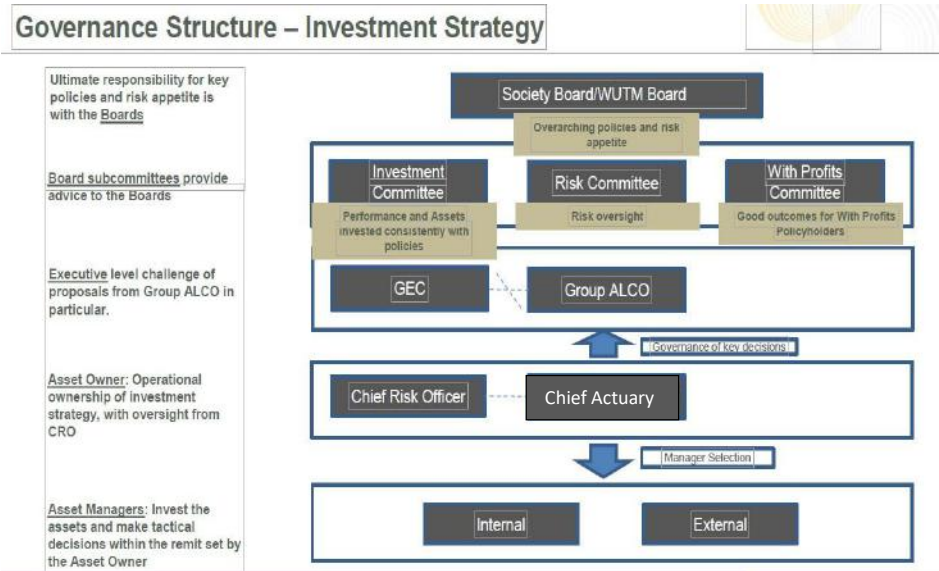 Governance Structure – Investment Strategy
Ultimate responsibility for key
policies and risk appetite is
with the Boards
Society Board/WUTM Board
Overarching policies and risk
appetite
Board subcommittees provide
advice to the Boards
Investment
Committee
Risk Committee
With Profits
Committee
Performance and Assets
invested consistently with
policies
Risk oversight
Good outcomes for With Profits
Policyholders
Executive level challenge of
proposals from Group ALCO in
particular.
GEC
Group ALCO
Governance of key decisions
Asset Owner: Operational
ownership of investment
strategy, with oversight from
CRO
Chief Risk Officer
Chief Actuary
Manager Selection
Asset Managers: Invest the
assets and make tactical
decisions within the remit set by
the Asset Owner
Internal
External